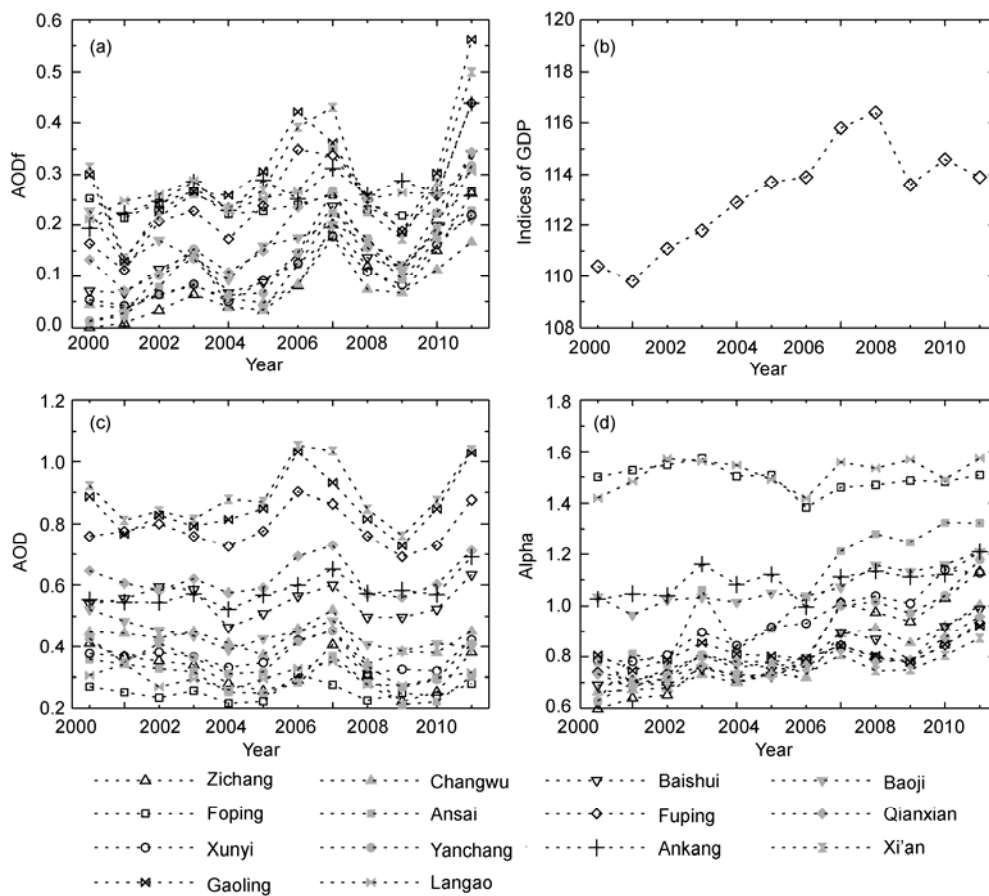 (a)
AODf
0.6
0.5
0.4
0.3
0.2
0.1
0.0
2000 2002 2004 2006 2008 2010
Year
(b)
Indices of GDP
120
118
116
114
112
110
108
2000 2002 2004 2006 2008 2010
Year
(c)
AOD
1.2
1.0
0.8
0.6
0.4
0.2
2000 2002 2004 2006 2008 2010
Year
(d)
Alpha
1.8
1.6
1.4
1.2
1.0
0.8
0.6
2000 2002 2004 2006 2008 2010
Year
Zichang Changwu Baishui Baoji
Foping Ansai Fuping Qianxian
Xunyi Yanchang Ankang Xi'an
Gaoling Langao